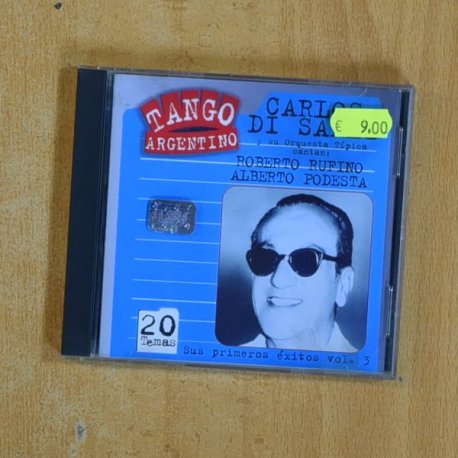 TANGO
ARGENTINO
CARLOS
DI
€ 9,00
y su Orquesta Típica
cantan:
ROBERTO RUFINO
ALBERTO PODESTA
20
Temas
Sus primeros éxitos vol. 3